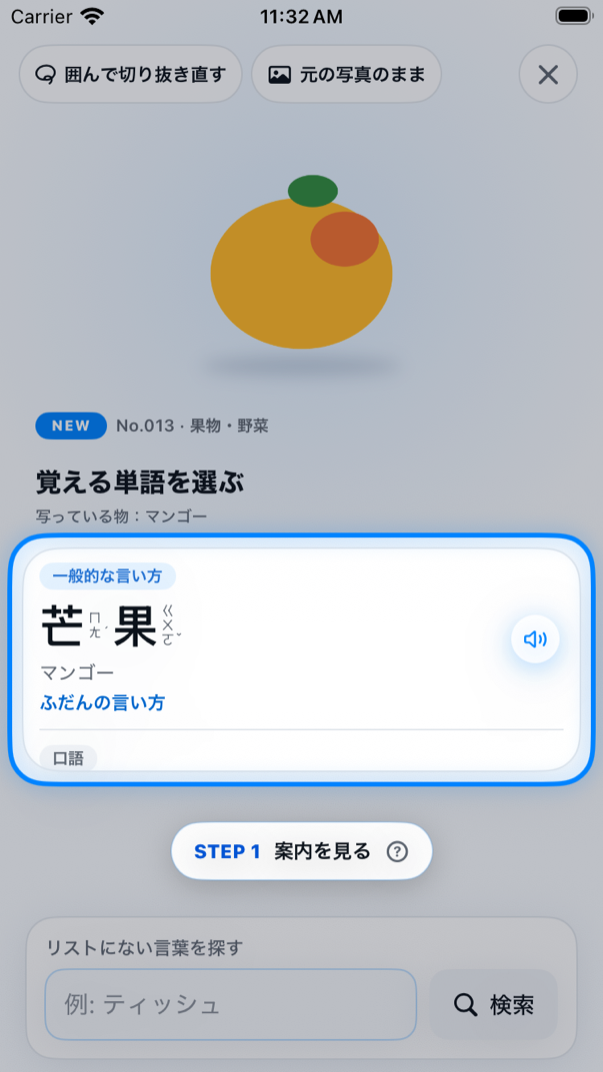 Carrier 11:32 AM
囲んで切り抜き直す 元の写真のまま
NEW No.013・果物・野菜
覚える単語を選ぶ
写っている物：マンゴー
一般的な言い方
芒ㄇㄤˊ果ㄍㄨㄛˇ
マンゴー
ふだんの言い方
口語
STEP 1 案内を見る ?
リストにない言葉を探す
例: ティッシュ 検索